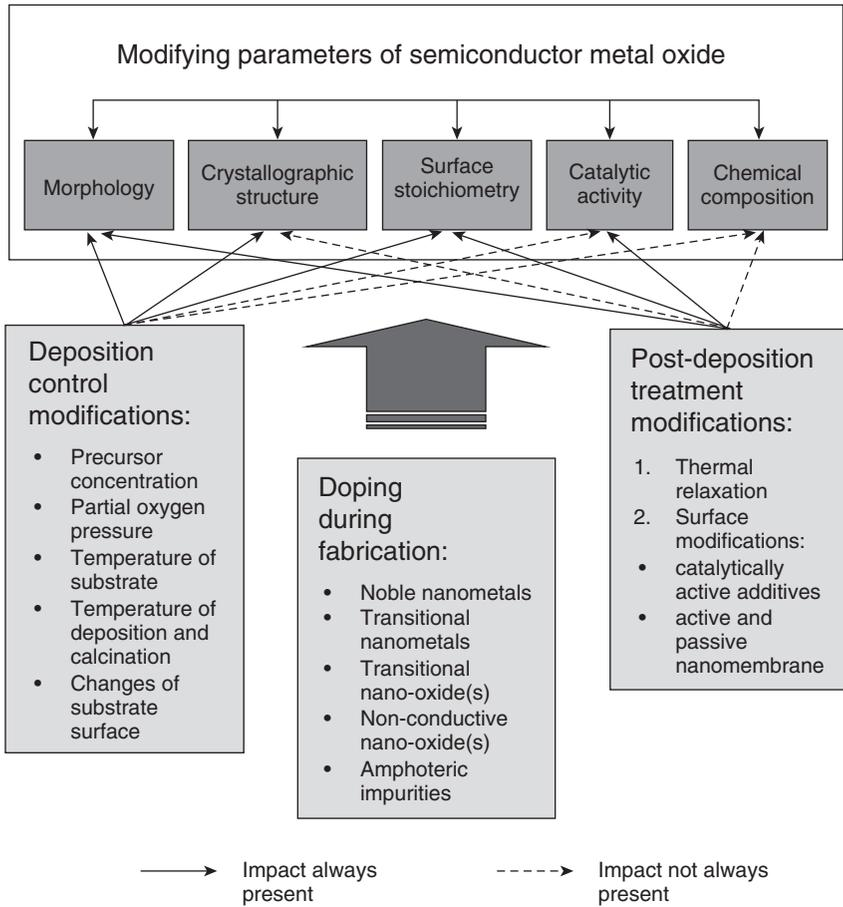 Modifying parameters of semiconductor metal oxide
Morphology
Crystallographic
structure
Surface
stoichiometry
Catalytic
activity
Chemical
composition
Deposition
control
modifications:
• Precursor
concentration
• Partial oxygen
pressure
• Temperature of
substrate
• Temperature of
deposition and
calcination
• Changes of
substrate
surface
Doping
during
fabrication:
• Noble nanometals
• Transitional
nanometals
• Transitional
nano-oxide(s)
• Non-conductive
nano-oxide(s)
• Amphoteric
impurities
Post-deposition
treatment
modifications:
1. Thermal
relaxation
2. Surface
modifications:
• catalytically
active additives
• active and
passive
nanomembrane
Impact always
present
Impact not always
present